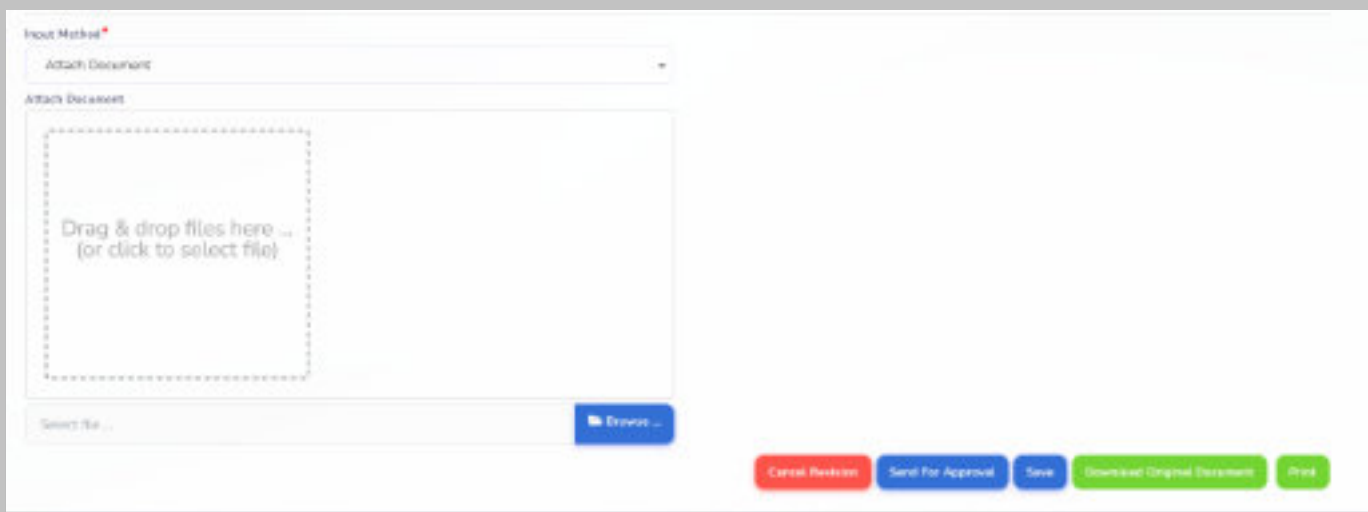 Input Method*
Attach Document
Attach Document
Drag & drop files here ...
(or click to select file)
Select file ...
Browse ...
Cancel Revision
Send For Approval
Save
Download Original Document
Print